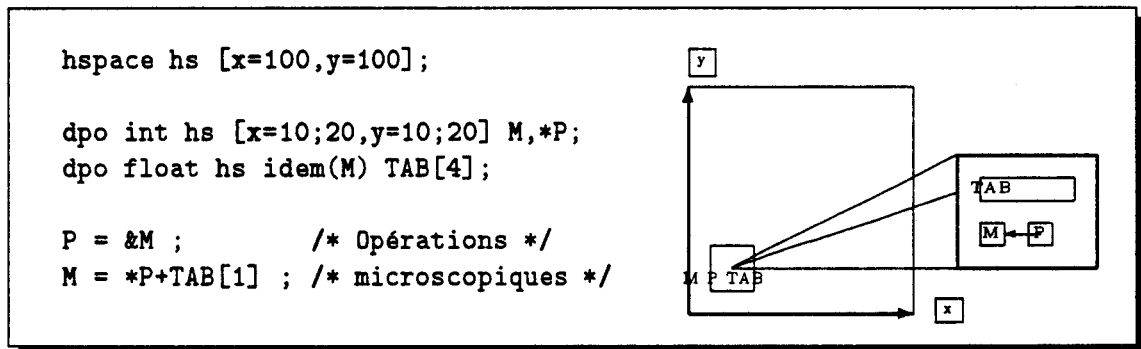 hspace hs [x=100,y=100];
dpo int hs [x=10;20,y=10;20] M,*P;
dpo float hs idem(M) TAB[4];
P = &M ; /* Opérations */
M = *P+TAB[1] ; /* microscopiques */
y
TAB
M P
M P TAB
x